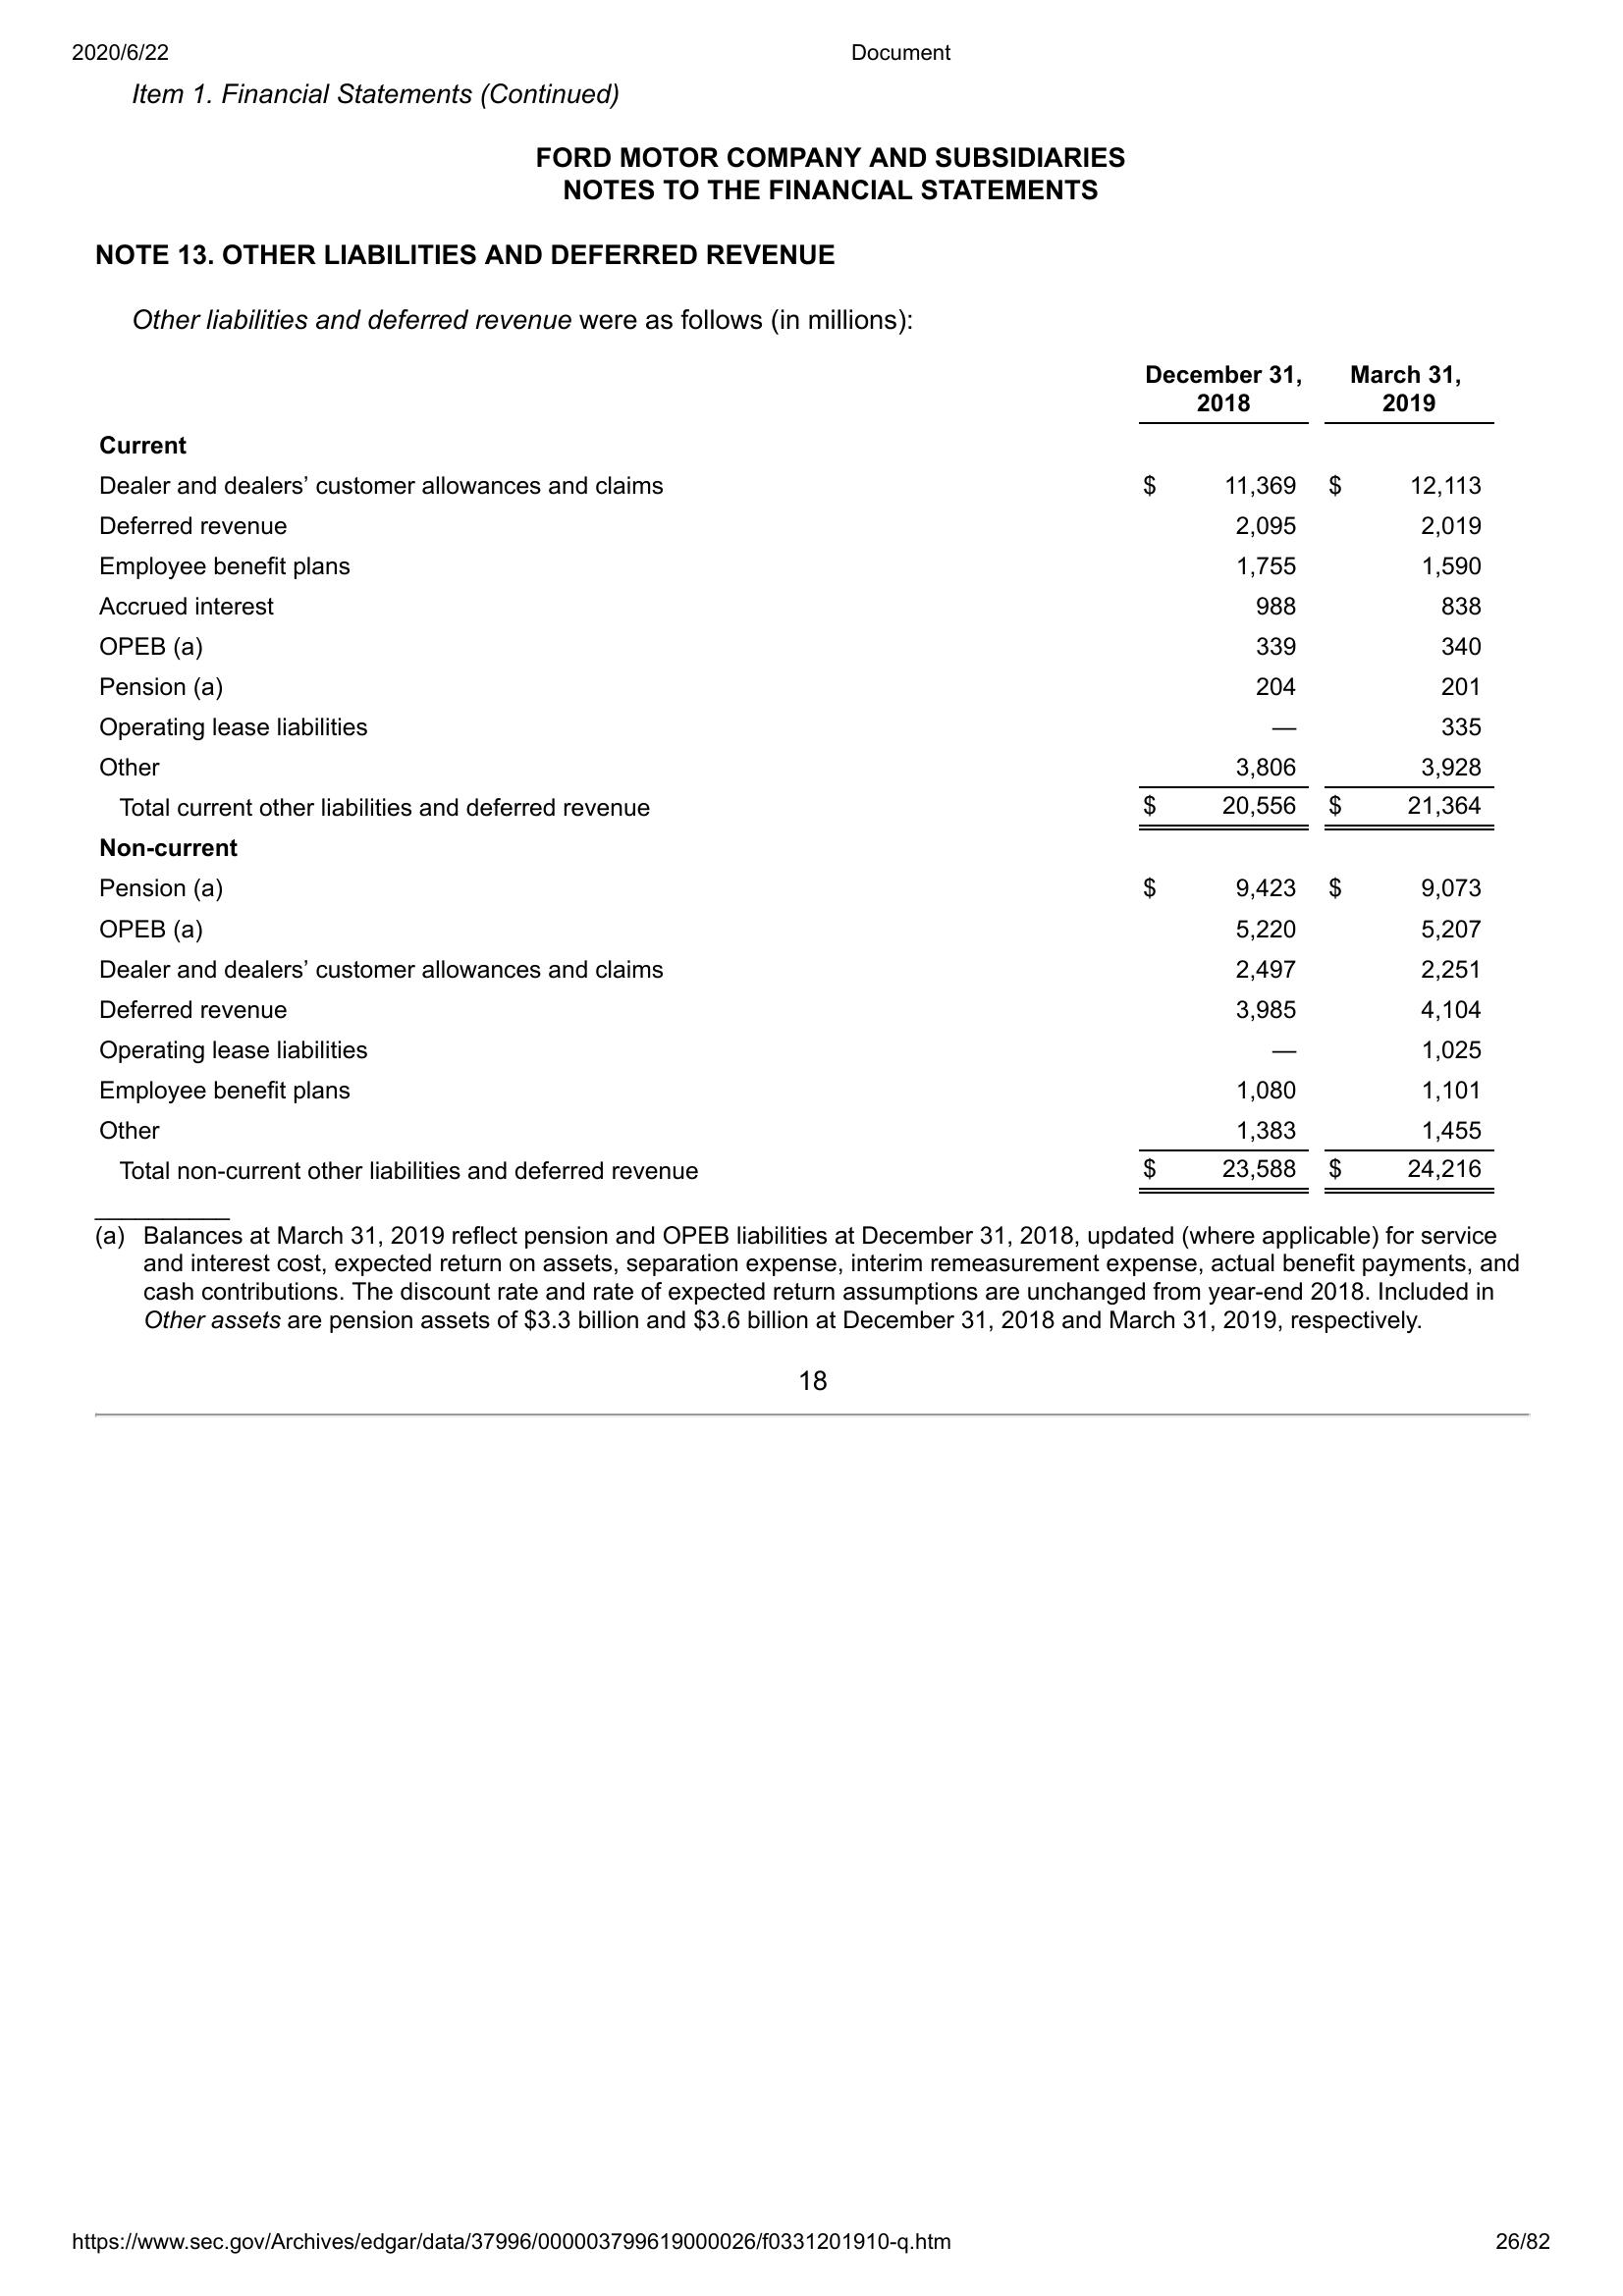 2020/6/22 Document
Item 1. Financial Statements (Continued)
FORD MOTOR COMPANY AND SUBSIDIARIES
NOTES TO THE FINANCIAL STATEMENTS
NOTE 13. OTHER LIABILITIES AND DEFERRED REVENUE
Other liabilities and deferred revenue were as follows (in millions):
December 31, March 31,
2018 2019
Current
Dealer and dealers’ customer allowances and claims $ 11,369 $ 12,113
Deferred revenue 2,095 2,019
Employee benefit plans 1,755 1,590
Accrued interest 988 838
OPEB (a) 339 340
Pension (a) 204 201
Operating lease liabilities — 335
Other 3,806 3,928
Total current other liabilities and deferred revenue $ 20,556 $ 21,364
Non-current
Pension (a) $ 9,423 $ 9,073
OPEB (a) 5,220 5,207
Dealer and dealers’ customer allowances and claims 2,497 2,251
Deferred revenue 3,985 4,104
Operating lease liabilities — 1,025
Employee benefit plans 1,080 1,101
Other 1,383 1,455
Total non-current other liabilities and deferred revenue $ 23,588 $ 24,216
__________
(a) Balances at March 31, 2019 reflect pension and OPEB liabilities at December 31, 2018, updated (where applicable) for service
and interest cost, expected return on assets, separation expense, interim remeasurement expense, actual benefit payments, and
cash contributions. The discount rate and rate of expected return assumptions are unchanged from year-end 2018. Included in
Other assets are pension assets of $3.3 billion and $3.6 billion at December 31, 2018 and March 31, 2019, respectively.
18
https://www.sec.gov/Archives/edgar/data/37996/000003799619000026/f0331201910-q.htm 26/82